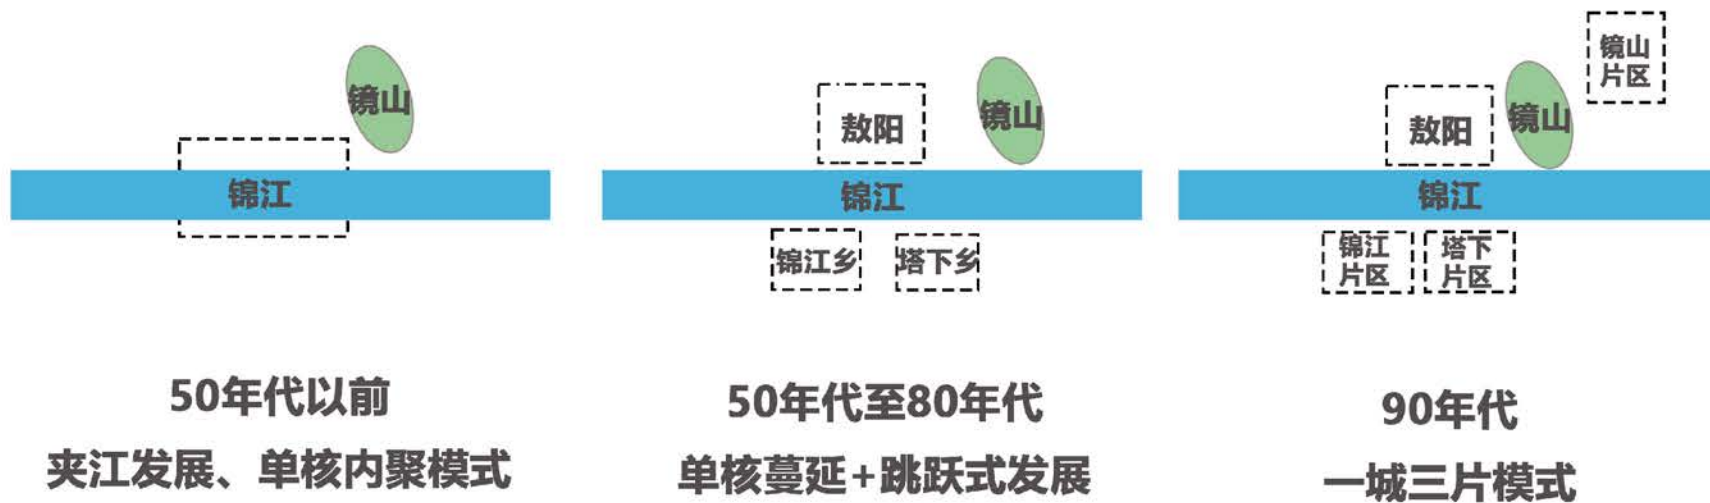 镜山
锦江
50年代以前
夹江发展、单核内聚模式
敖阳
镜山
锦江
锦江乡
塔下乡
50年代至80年代
单核蔓延+跳跃式发展
镜山
片区
敖阳
镜山
锦江
锦江
片区
塔下
片区
90年代
一城三片模式